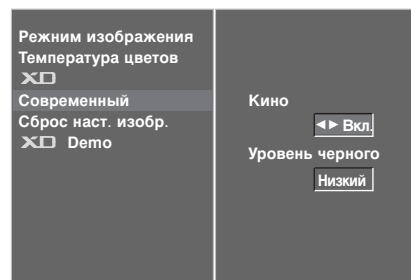 Режим изображения
Температура цветов
XD
Современный
Сброс наст. изобр.
XD Demo
Кино
◄► Вкл.
Уровень черного
Низкий